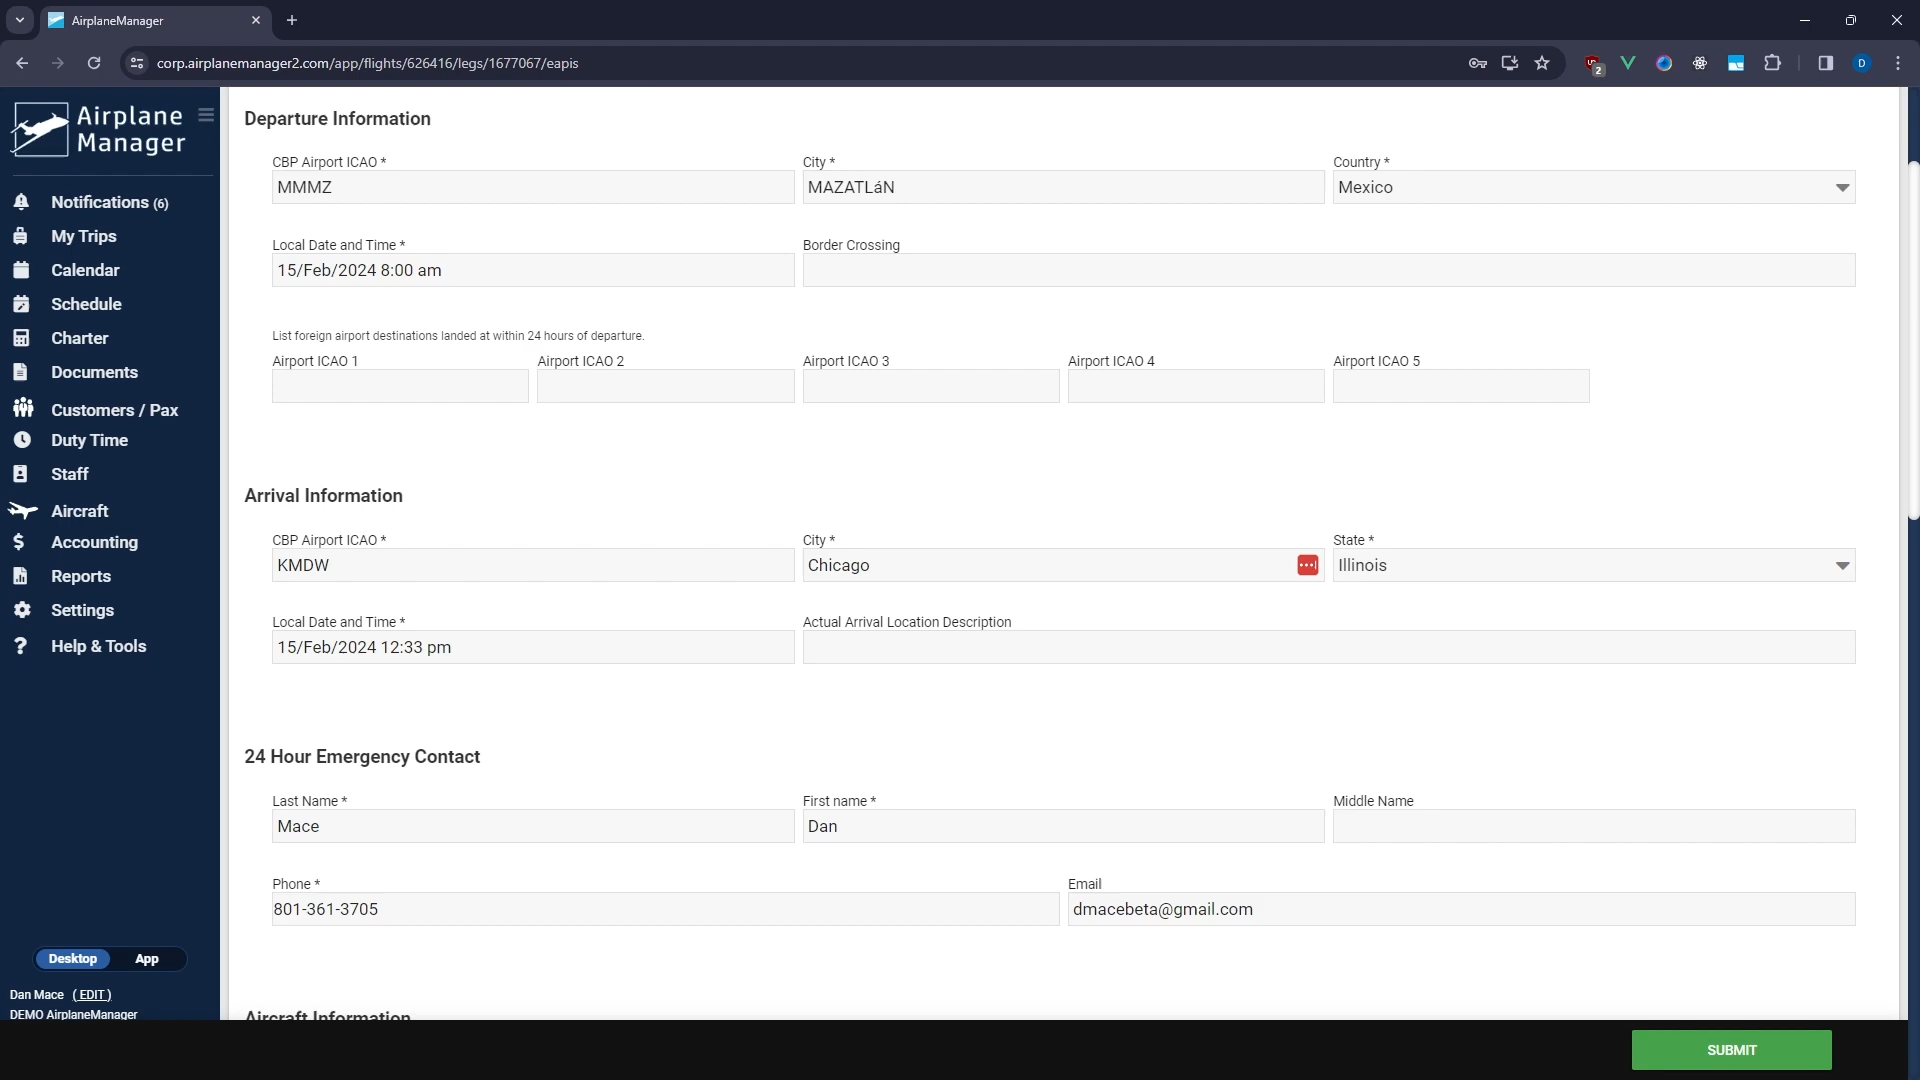 AirplaneManager
corp.airplanemanager2.com/app/flights/626416/legs/1677067/eapis
2
D
Airplane
Manager
Notifications (6)
My Trips
Calendar
Schedule
Charter
Documents
Customers / Pax
Duty Time
Staff
Aircraft
Accounting
Reports
Settings
Help & Tools
Desktop App
Dan Mace ( EDIT )
DEMO AirplaneManager
Departure Information
CBP Airport ICAO * City * Country *
MMMZ MAZATLáN Mexico
Local Date and Time * Border Crossing
15/Feb/2024 8:00 am
List foreign airport destinations landed at within 24 hours of departure.
Airport ICAO 1 Airport ICAO 2 Airport ICAO 3 Airport ICAO 4 Airport ICAO 5
Arrival Information
CBP Airport ICAO * City * State *
KMDW Chicago Illinois
Local Date and Time * Actual Arrival Location Description
15/Feb/2024 12:33 pm
24 Hour Emergency Contact
Last Name * First name * Middle Name
Mace Dan
Phone * Email
801-361-3705 dmacebeta@gmail.com
Aircraft Information
SUBMIT